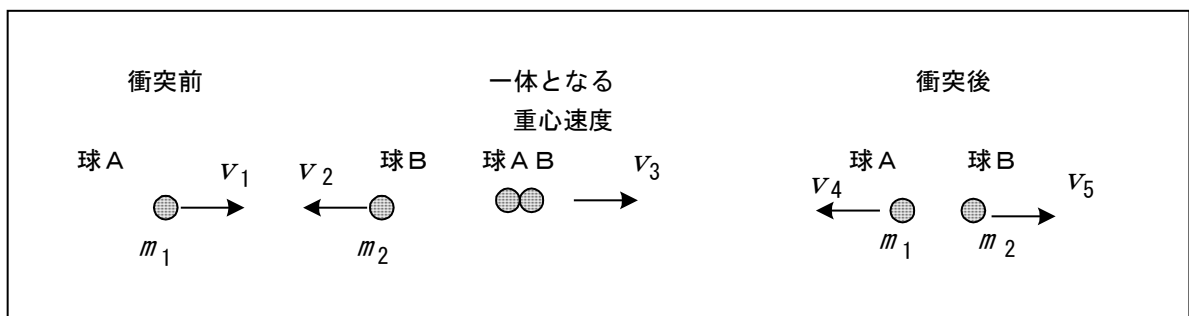 衝突前
一体となる
重心速度
衝突後
球A v1 v2 球B
球AB v3
球A 球B
v4 v5
m1 m2
m1 m2